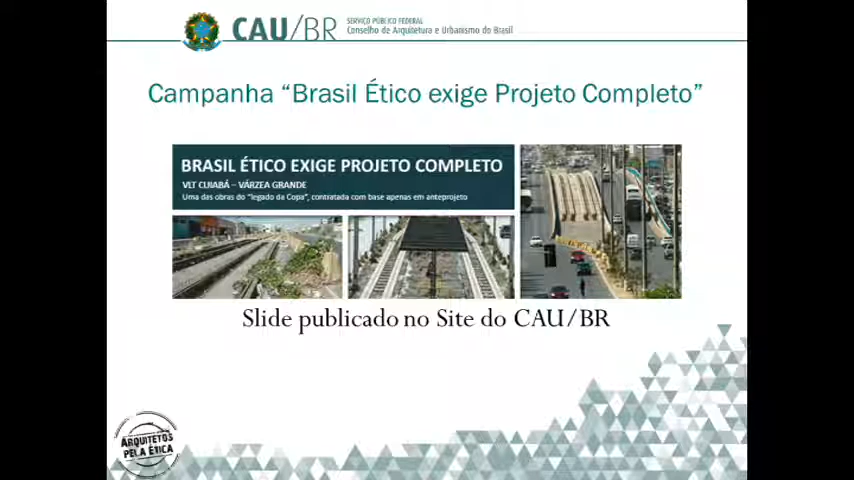 CAU/BR
SERVIÇO PÚBLICO FEDERAL
Conselho de Arquitetura e Urbanismo do Brasil
Campanha “Brasil Ético exige Projeto Completo”
BRASIL ÉTICO EXIGE PROJETO COMPLETO
VLT CUIABÁ – VÁRZEA GRANDE
Uma das obras do “legado da Copa”, contratada com base apenas em anteprojeto
Slide publicado no Site do CAU/BR
ARQUITETOS
PELA ÉTICA